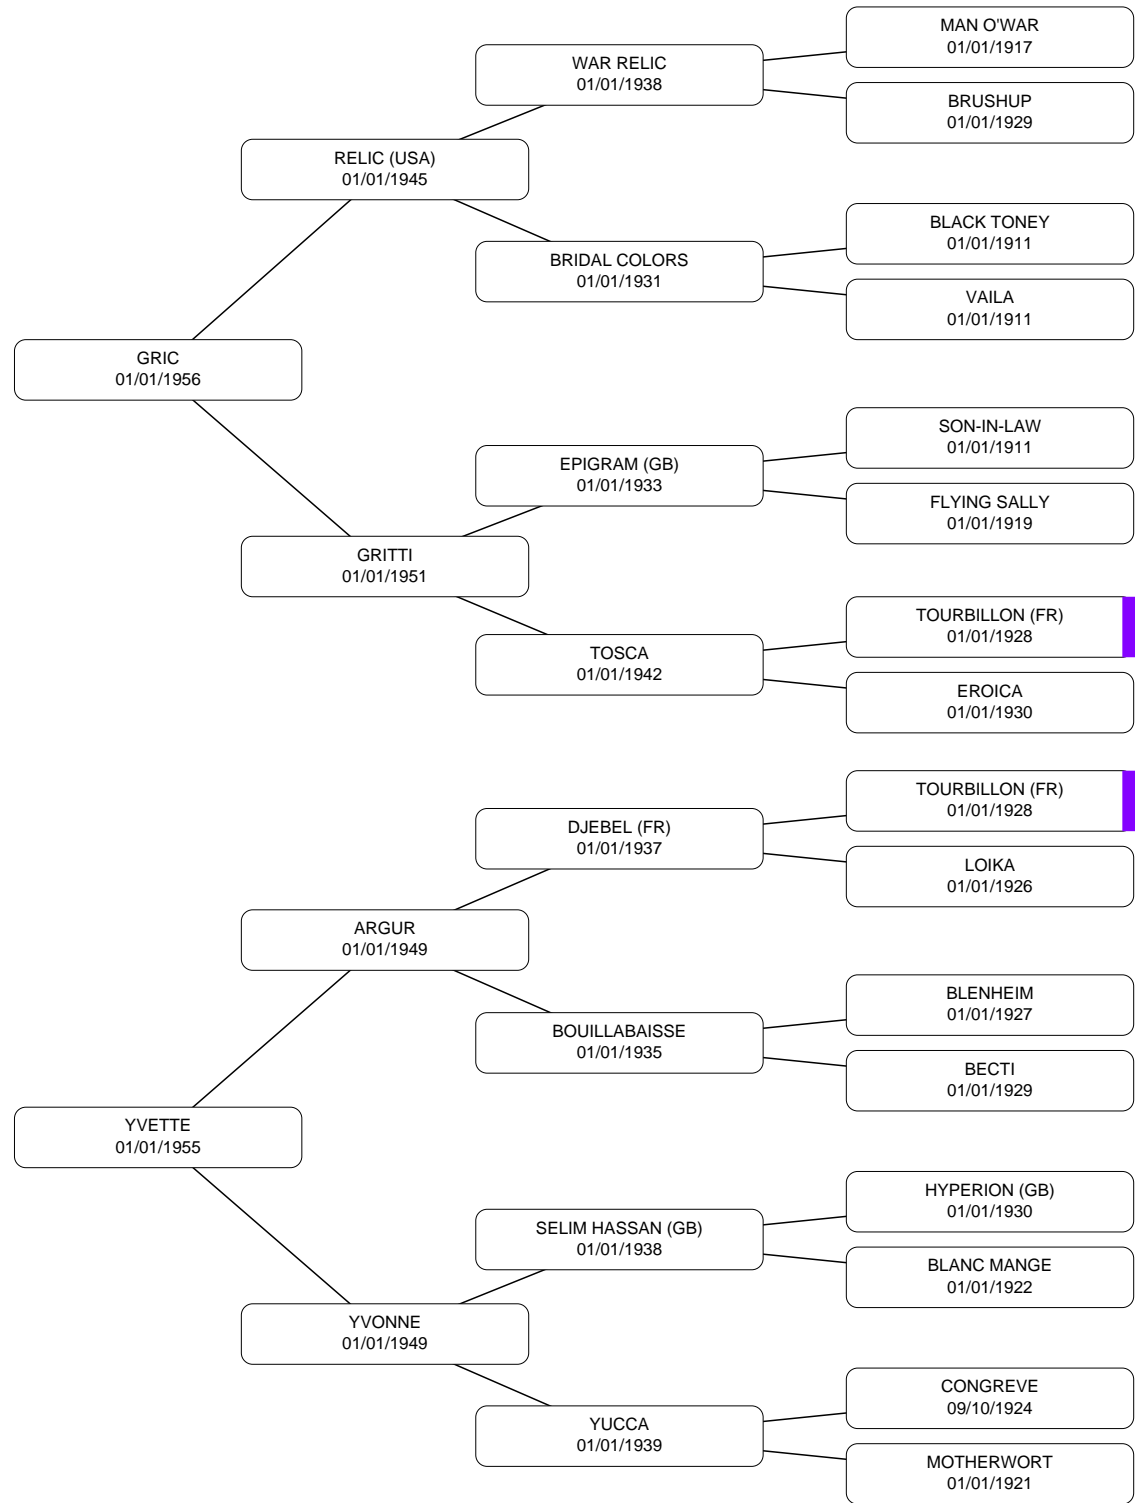 MAN O'WAR
01/01/1917
WAR RELIC
01/01/1938
BRUSHUP
01/01/1929
RELIC (USA)
01/01/1945
BLACK TONEY
01/01/1911
BRIDAL COLORS
01/01/1931
VAILA
01/01/1911
GRIC
01/01/1956
SON-IN-LAW
01/01/1911
EPIGRAM (GB)
01/01/1933
FLYING SALLY
01/01/1919
GRITTI
01/01/1951
TOURBILLON (FR)
01/01/1928
TOSCA
01/01/1942
EROICA
01/01/1930
TOURBILLON (FR)
01/01/1928
DJEBEL (FR)
01/01/1937
LOIKA
01/01/1926
ARGUR
01/01/1949
BLENHEIM
01/01/1927
BOUILLABAISSE
01/01/1935
BECTI
01/01/1929
YVETTE
01/01/1955
HYPERION (GB)
01/01/1930
SELIM HASSAN (GB)
01/01/1938
BLANC MANGE
01/01/1922
YVONNE
01/01/1949
CONGREVE
09/10/1924
YUCCA
01/01/1939
MOTHERWORT
01/01/1921